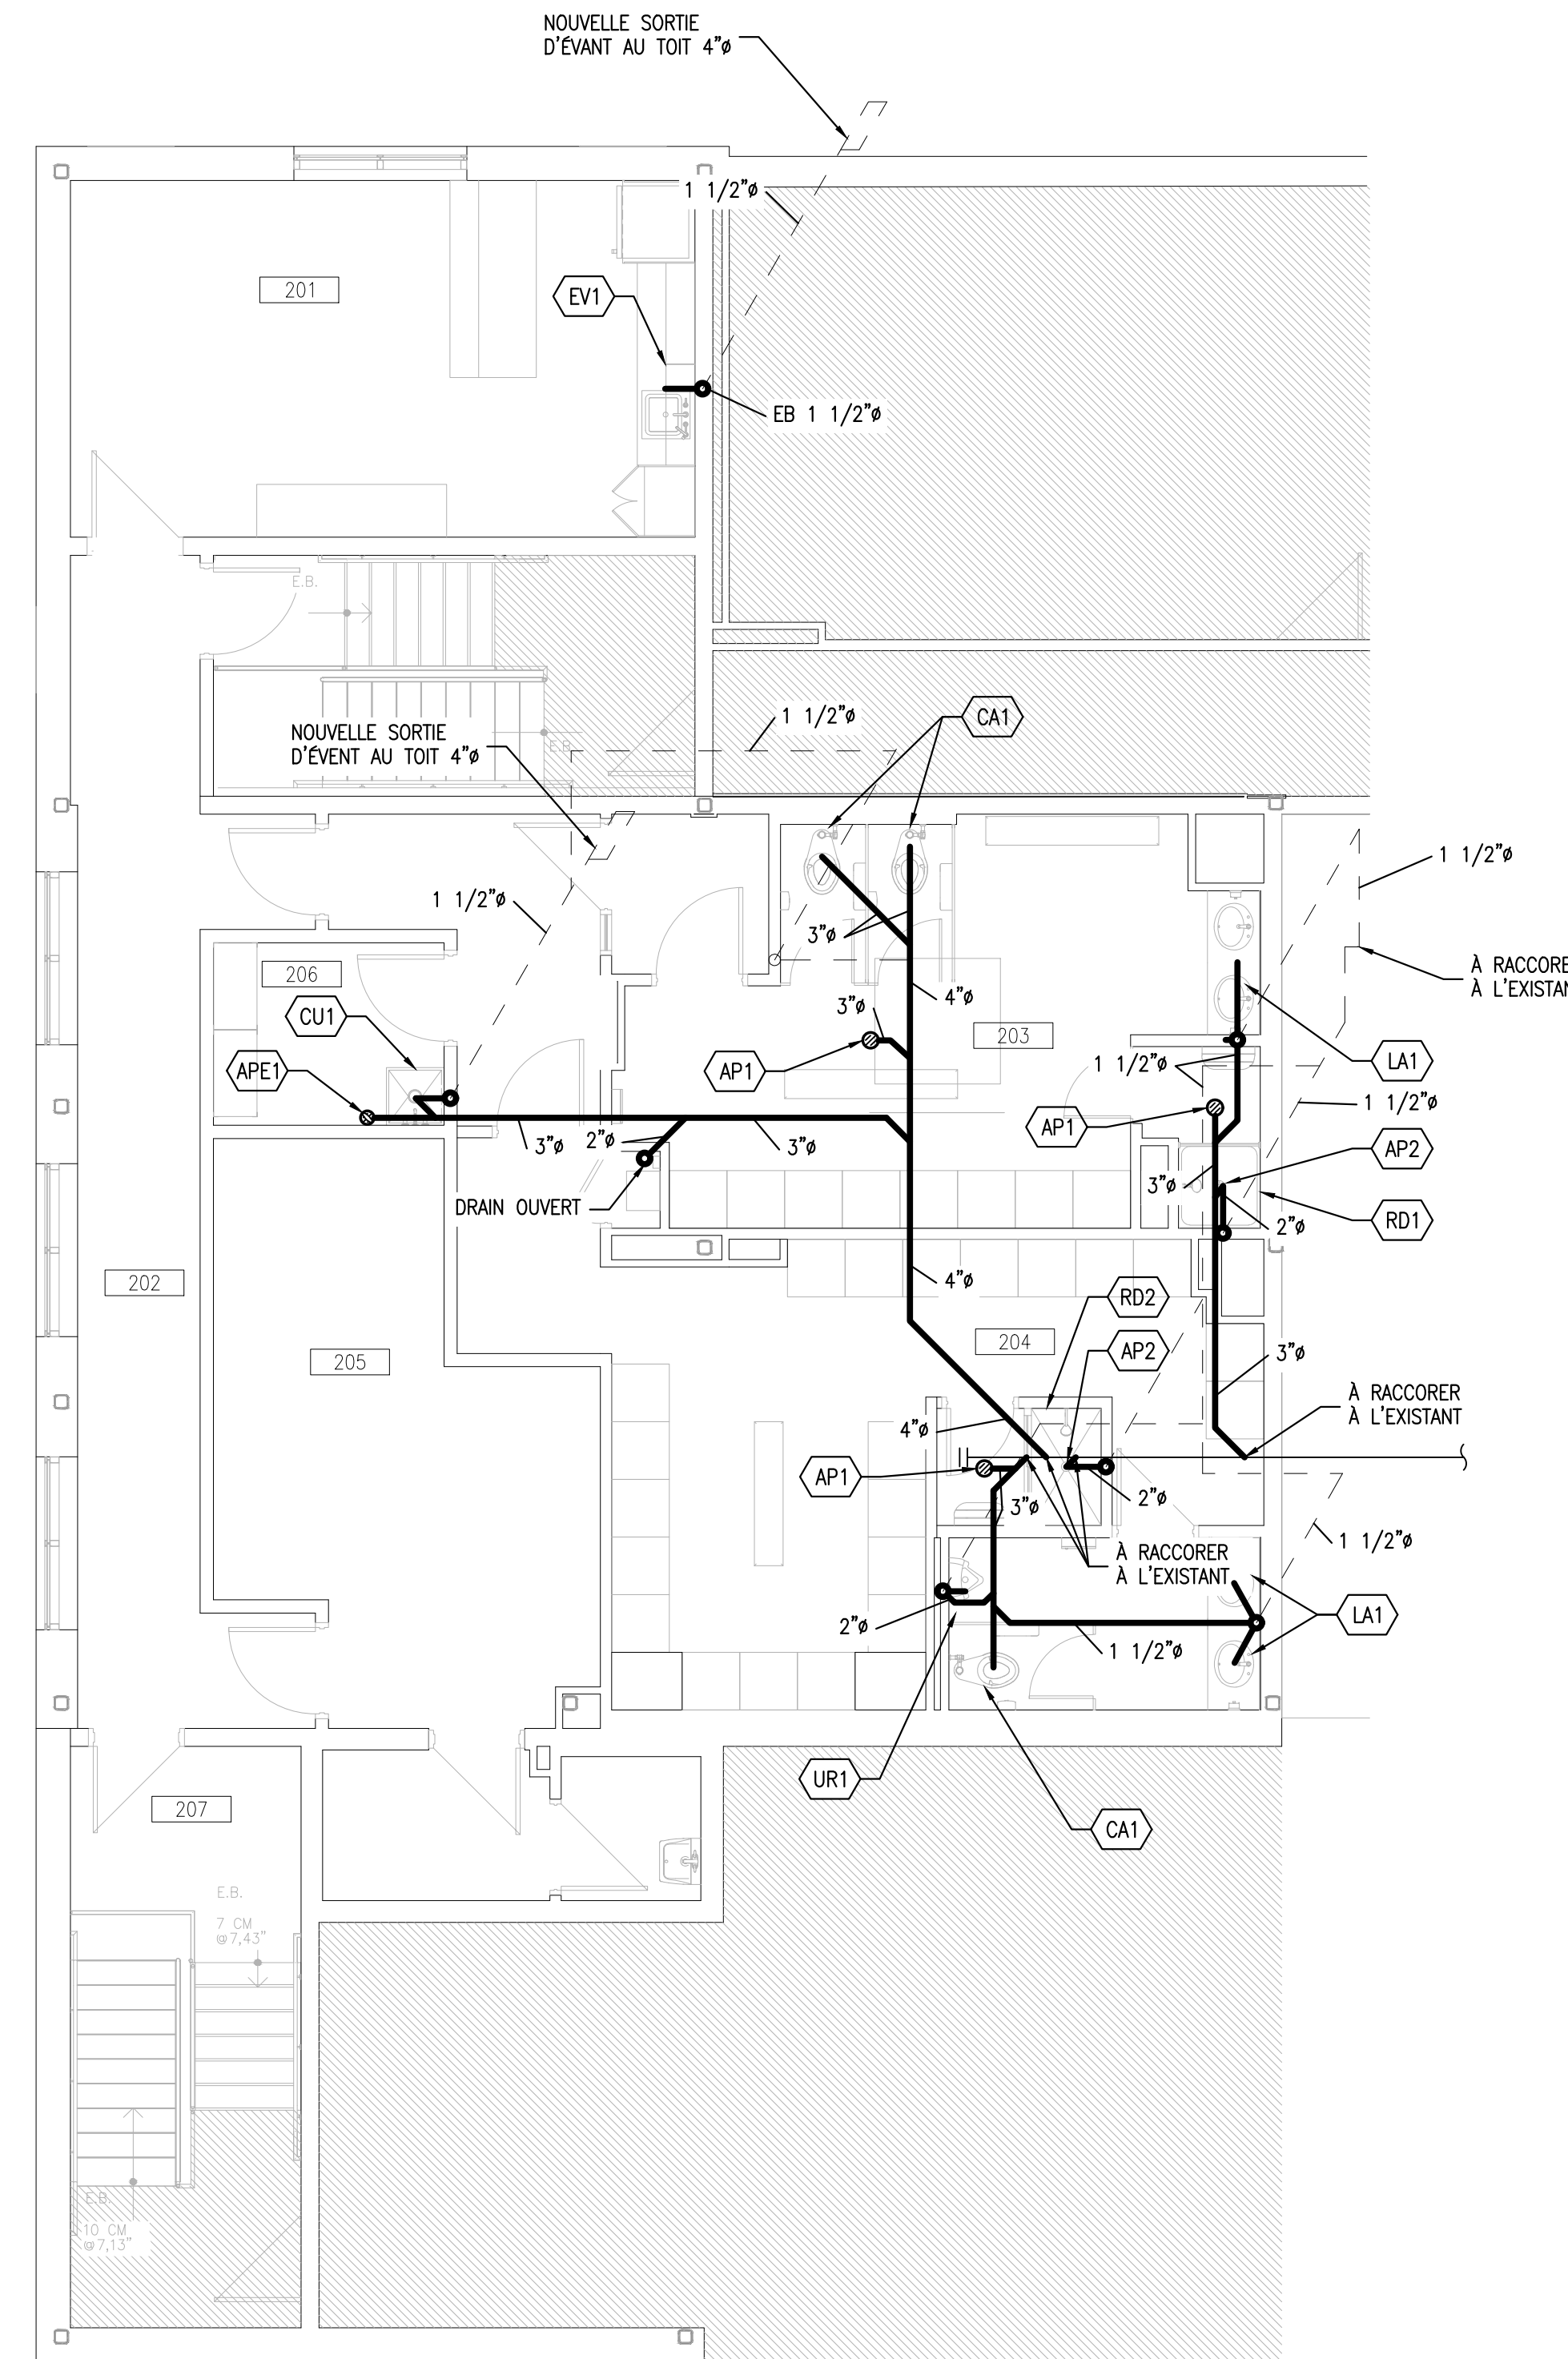 NOUVELLE SORTIE
D'ÉVANT AU TOIT 4"ø
1 1/2"ø
201
EV1
EB 1 1/2"ø
E.B.
NOUVELLE SORTIE
D'ÉVENT AU TOIT 4"ø
E.B.
1 1/2"ø
CA1
1 1/2"ø
1 1/2"ø
3"ø
206
À RACCORE
À L'EXISTAN
CU1
4"ø
3"ø
203
APE1
AP1
1 1/2"ø
LA1
1 1/2"ø
AP1
3"ø
2"ø
3"ø
AP2
3"ø
DRAIN OUVERT
2"ø
RD1
202
4"ø
RD2
204
205
AP2
3"ø
À RACCORER
À L'EXISTANT
4"ø
AP1
3"ø
2"ø
1 1/2"ø
À RACCORER
À L'EXISTANT
2"ø
LA1
1 1/2"ø
UR1
207
CA1
E.B.
7 CM
@7,43"
E.B.
10 CM
@7,13"